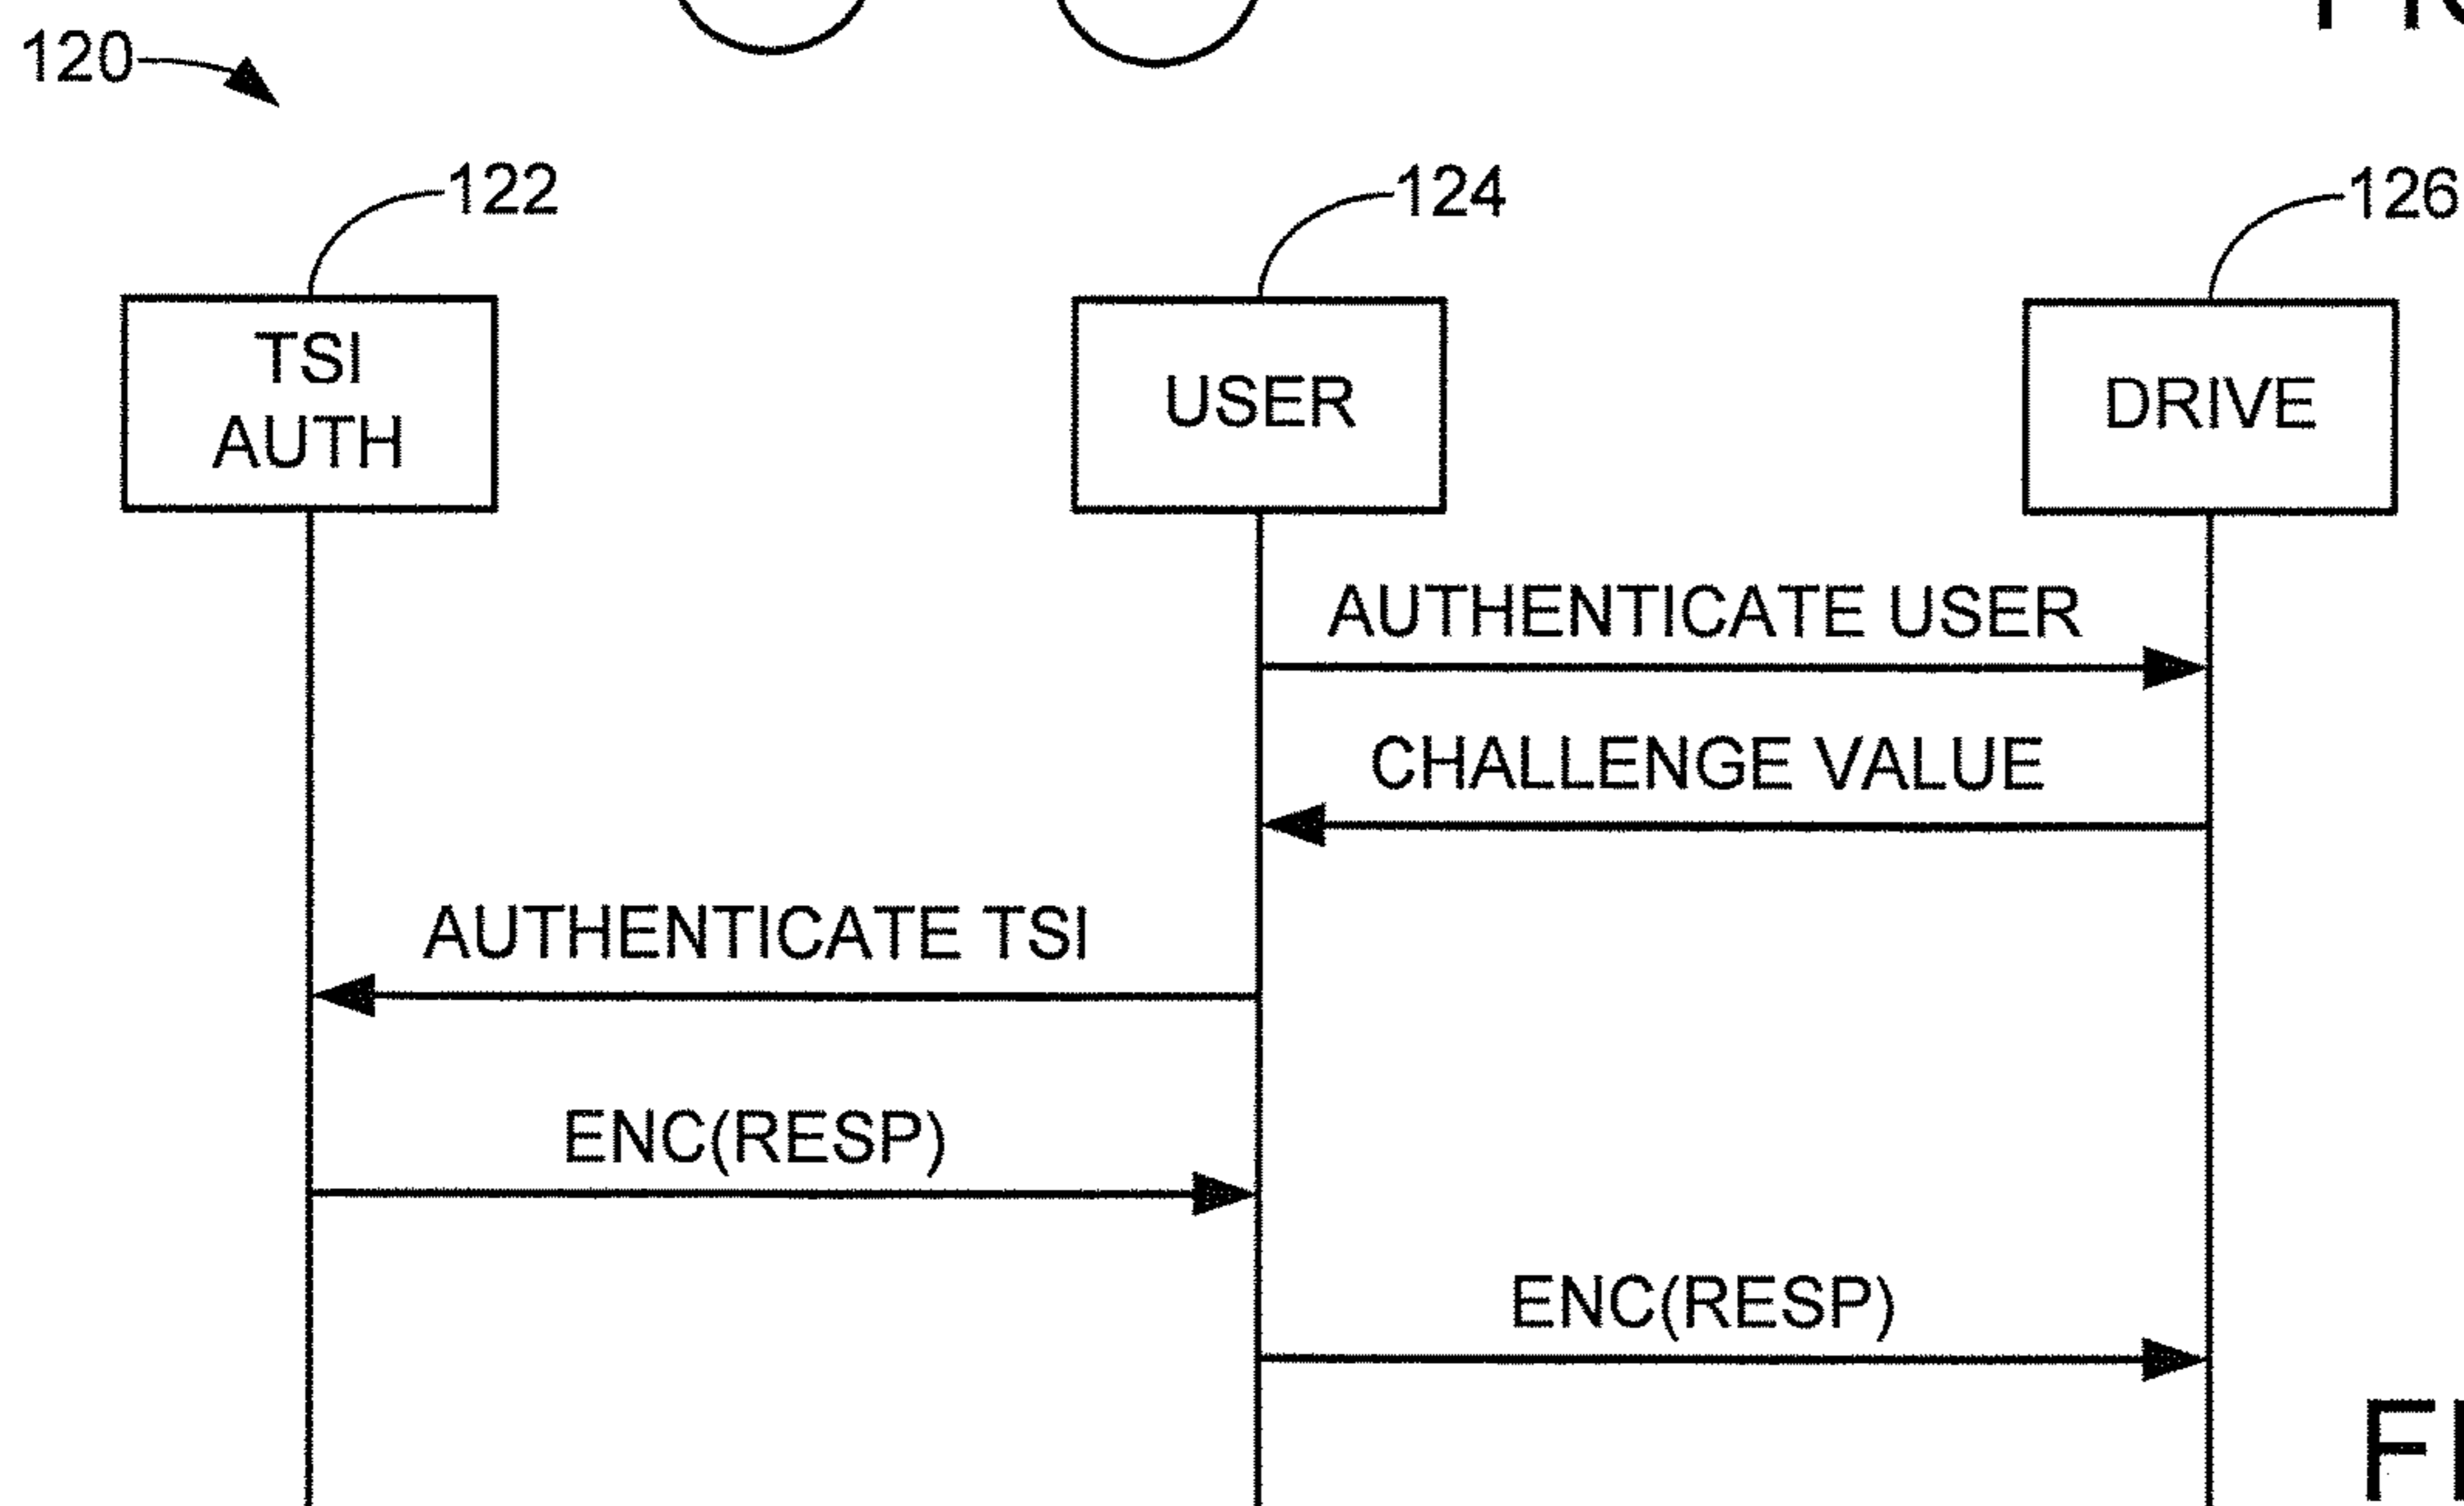 120
122
124
126
TSI
AUTH
USER
DRIVE
AUTHENTICATE USER
CHALLENGE VALUE
AUTHENTICATE TSI
ENC(RESP)
ENC(RESP)